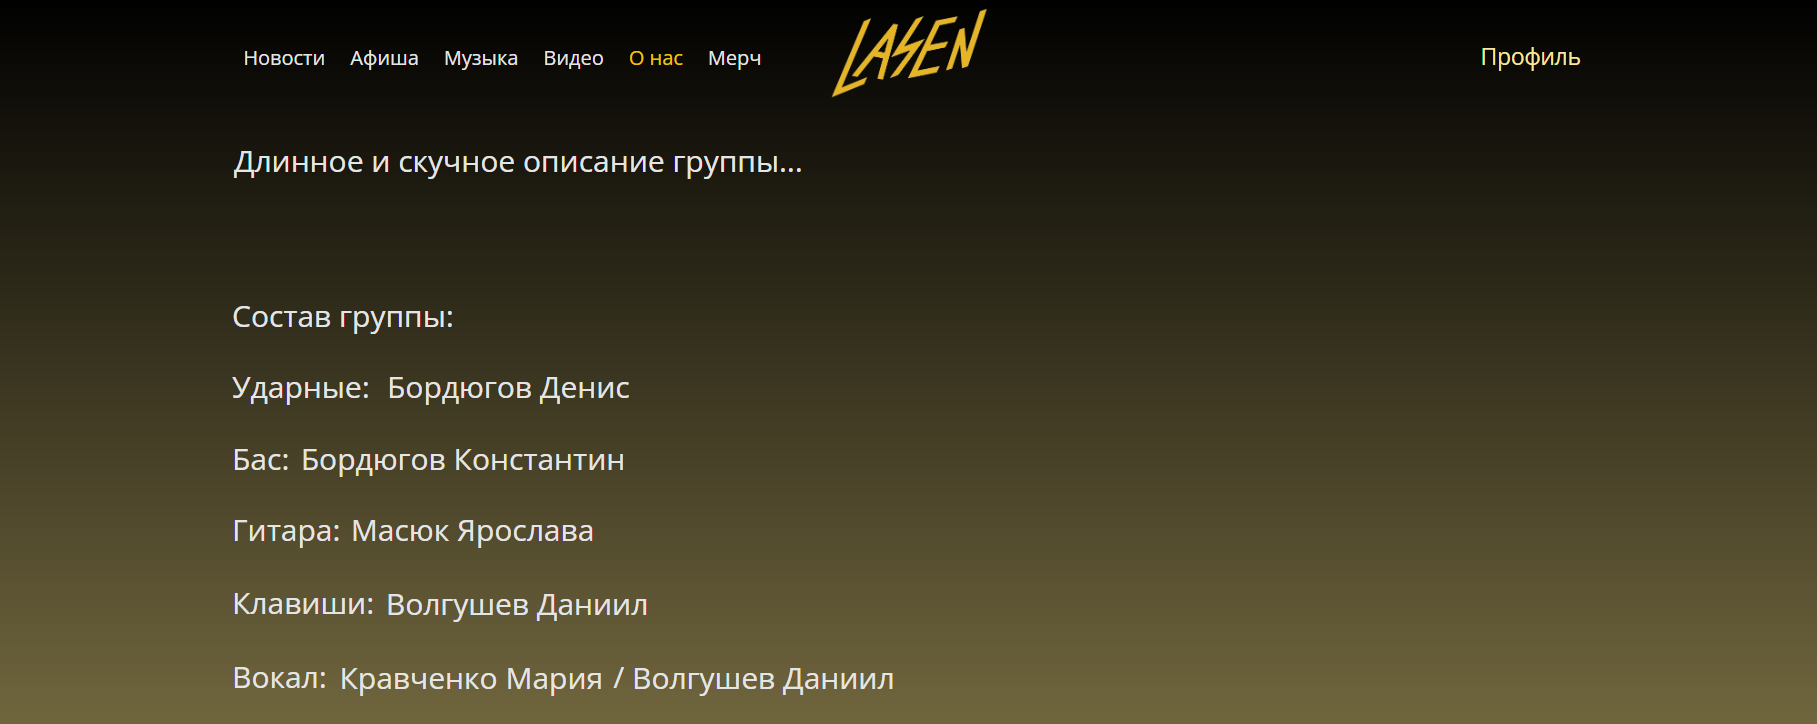 Новости Афиша Музыка Видео О нас Мерч LASEN Профиль
Длинное и скучное описание группы...
Состав группы:
Ударные: Бордюгов Денис
Бас: Бордюгов Константин
Гитара: Масюк Ярослава
Клавиши: Волгушев Даниил
Вокал: Кравченко Мария / Волгушев Даниил